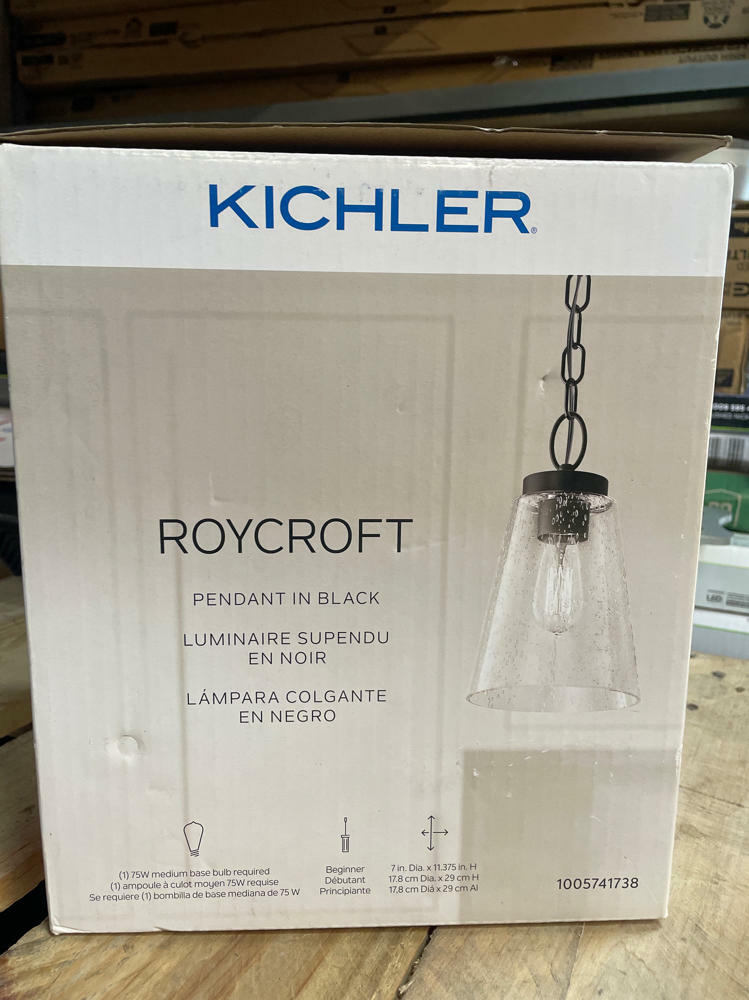 KICHLER®
ROYCROFT
PENDANT IN BLACK
LUMINAIRE SUPENDU
EN NOIR
LÁMPARA COLGANTE
EN NEGRO
(1) 75W medium base bulb required
(1) ampoule à culot moyen 75W requise
Se requiere (1) bombilla de base mediana de 75 W
Beginner
Débutant
Principiante
7 in. Dia. x 11.375 in. H
17.8 cm Dia. x 29 cm H
17,8 cm Diá x 29 cm Al
1005741738
LED